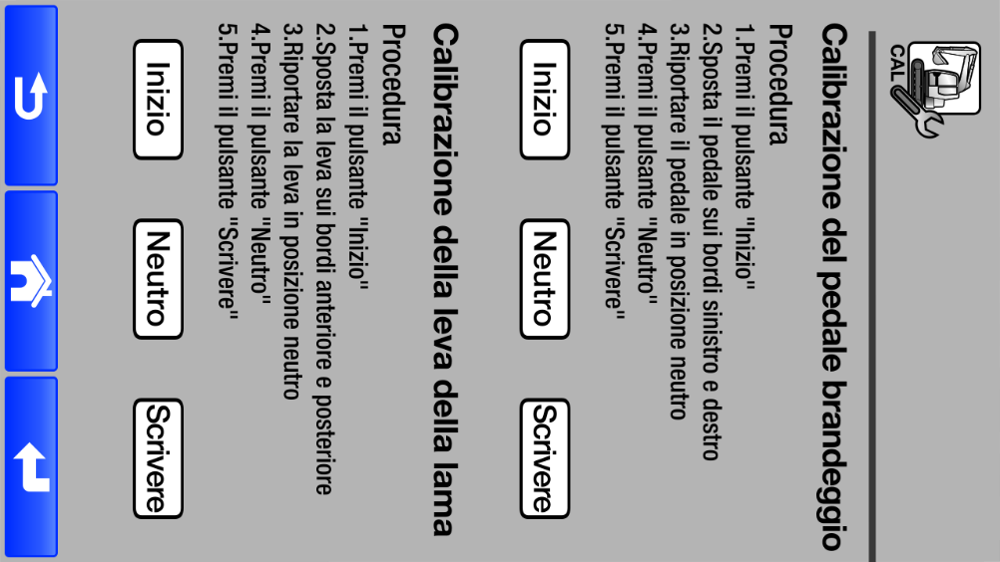 CAL
Calibrazione del pedale brandeggio
Procedura
1.Premi il pulsante "Inizio"
2.Sposta il pedale sui bordi sinistro e destro
3.Riportare il pedale in posizione neutro
4.Premi il pulsante "Neutro"
5.Premi il pulsante "Scrivere"
Inizio Neutro Scrivere
Calibrazione della leva della lama
Procedura
1.Premi il pulsante "Inizio"
2.Sposta la leva sui bordi anteriore e posteriore
3.Riportare la leva in posizione neutro
4.Premi il pulsante "Neutro"
5.Premi il pulsante "Scrivere"
Inizio Neutro Scrivere